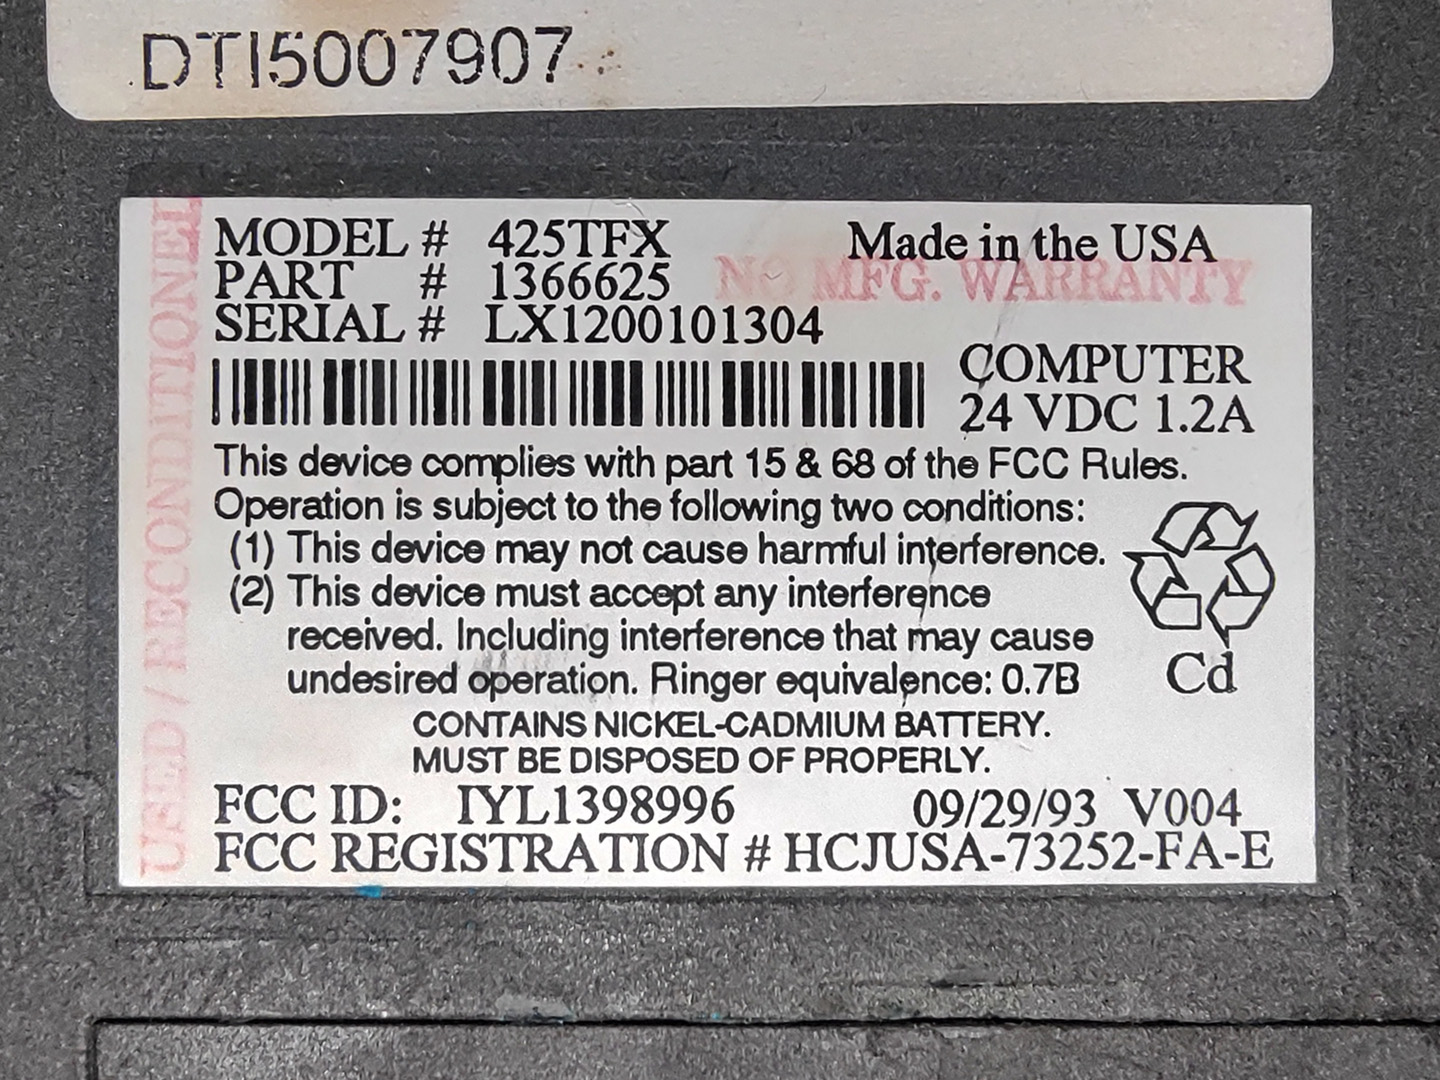 DTI5007907
MODEL # 425TFX Made in the USA
NO MFG. WARRANTY
PART # 1366625
SERIAL # LX1200101304
COMPUTER
24 VDC 1.2A
This device complies with part 15 & 68 of the FCC Rules.
Operation is subject to the following two conditions:
(1) This device may not cause harmful interference.
(2) This device must accept any interference
received. Including interference that may cause
undesired operation. Ringer equivalence: 0.7B
Cd
CONTAINS NICKEL-CADMIUM BATTERY.
MUST BE DISPOSED OF PROPERLY.
FCC ID: IYL1398996 09/29/93 V004
FCC REGISTRATION # HCJUSA-73252-FA-E
USED / RECONDITIONEL